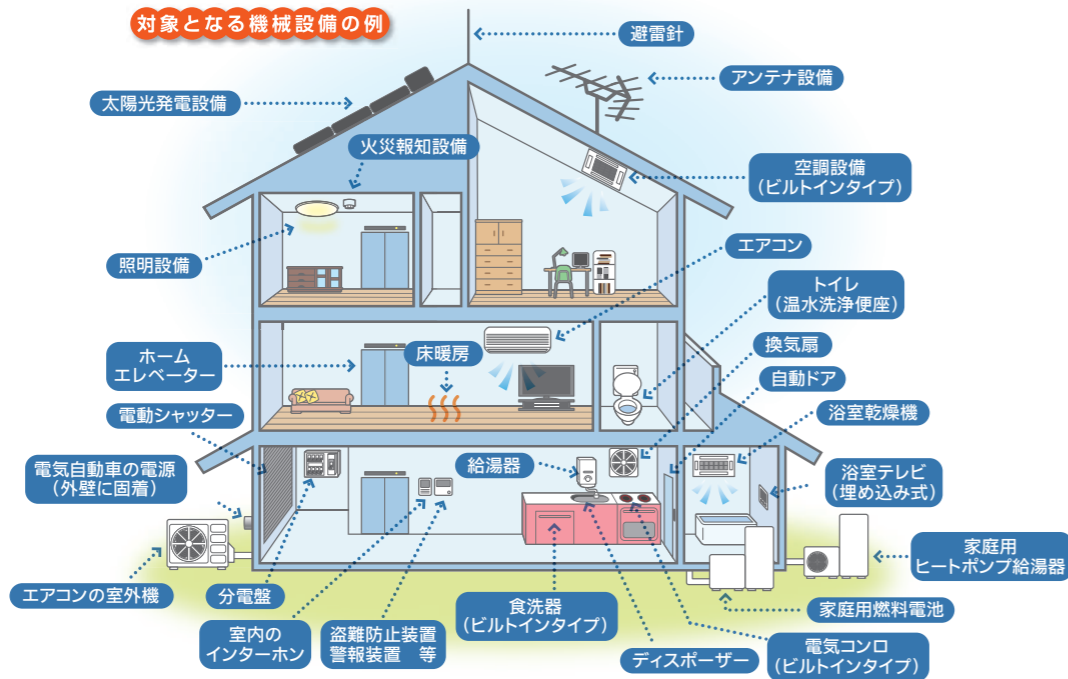 対象となる機械設備の例
避雷針
アンテナ設備
太陽光発電設備
火災報知設備
空調設備
(ビルトインタイプ)
照明設備
エアコン
トイレ
(温水洗浄便座)
換気扇
ホーム
エレベーター
床暖房
自動ドア
電動シャッター
浴室乾燥機
電気自動車の電源
(外壁に固着)
給湯器
浴室テレビ
(埋め込み式)
家庭用
ヒートポンプ給湯器
エアコンの室外機
分電盤
食洗器
(ビルトインタイプ)
家庭用燃料電池
室内の
インターホン
盗難防止装置
警報装置 等
ディスポーザー
電気コンロ
(ビルトインタイプ)